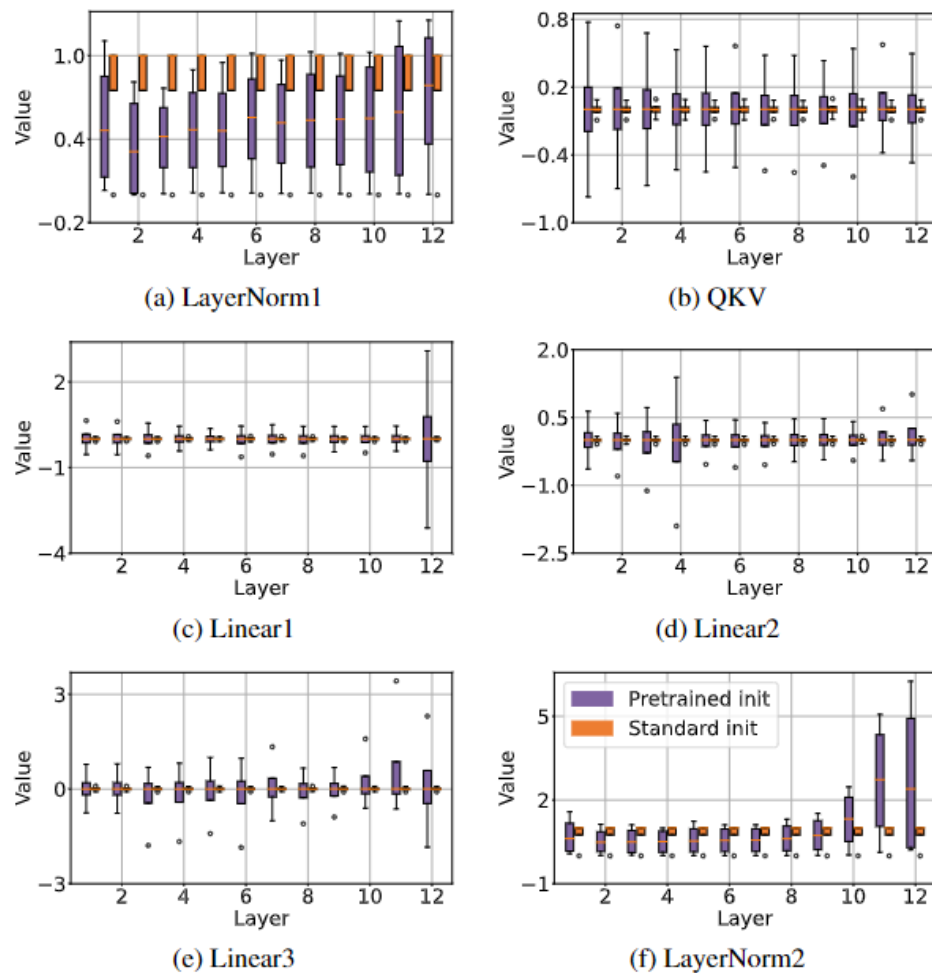 1.0
0.4
−0.2
Value
2 4 6 8 10 12
Layer
(a) LayerNorm1
0.8
0.2
−0.4
−1.0
Value
2 4 6 8 10 12
Layer
(b) QKV
2
−1
−4
Value
2 4 6 8 10 12
Layer
(c) Linear1
2.0
0.5
−1.0
−2.5
Value
2 4 6 8 10 12
Layer
(d) Linear2
3
0
−3
Value
2 4 6 8 10 12
Layer
(e) Linear3
Pretrained init
Standard init
5
2
−1
Value
2 4 6 8 10 12
Layer
(f) LayerNorm2